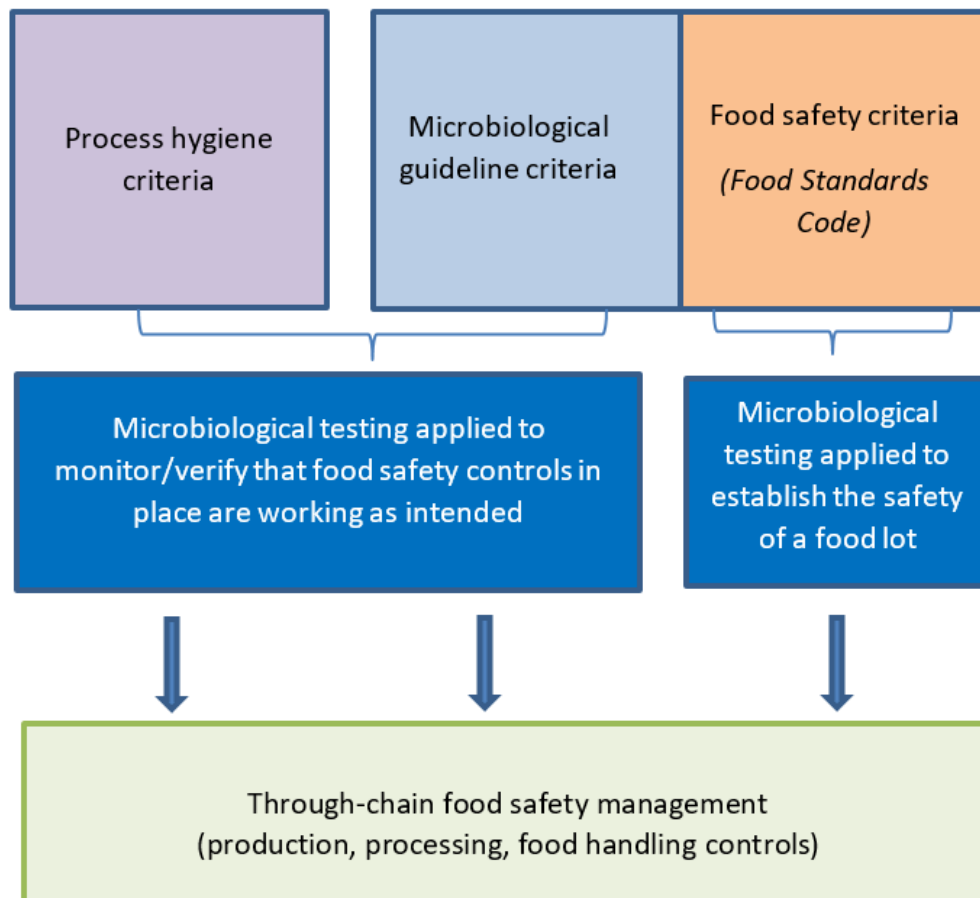 Process hygiene
criteria
Microbiological
guideline criteria
Food safety criteria
(Food Standards
Code)
Microbiological testing applied to
monitor/verify that food safety controls in
place are working as intended
Microbiological
testing applied to
establish the safety
of a food lot
Through-chain food safety management
(production, processing, food handling controls)